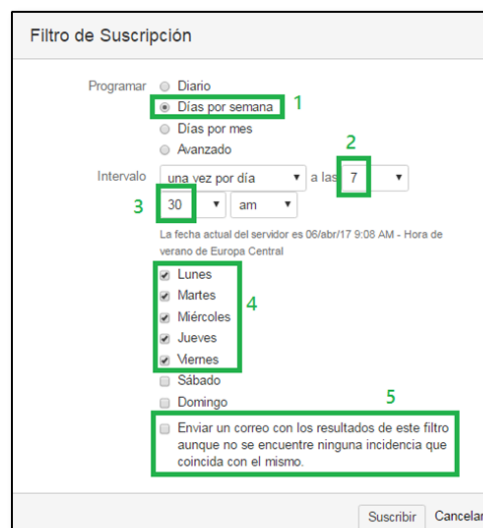 Filtro de Suscripción
Programar Diario
Días por semana 1
Días por mes
Avanzado
2
Intervalo una vez por día a las 7
3 30 am
La fecha actual del servidor es 06/abr/17 9:08 AM - Hora de
verano de Europa Central
Lunes
Martes
Miércoles 4
Jueves
Viernes
Sábado
Domingo 5
Enviar un correo con los resultados de este filtro
aunque no se encuentre ninguna incidencia que
coincida con el mismo.
Suscribir Cancelar